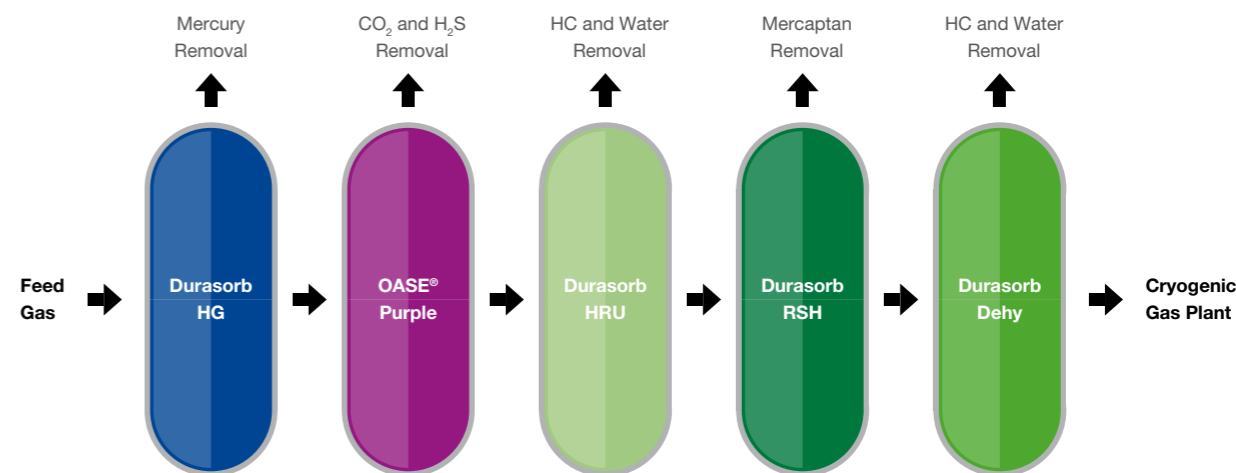 Mercury
Removal
CO₂ and H₂S
Removal
HC and Water
Removal
Mercaptan
Removal
HC and Water
Removal
Feed
Gas
Durasorb
HG
OASE®
Purple
Durasorb
HRU
Durasorb
RSH
Durasorb
Dehy
Cryogenic
Gas Plant